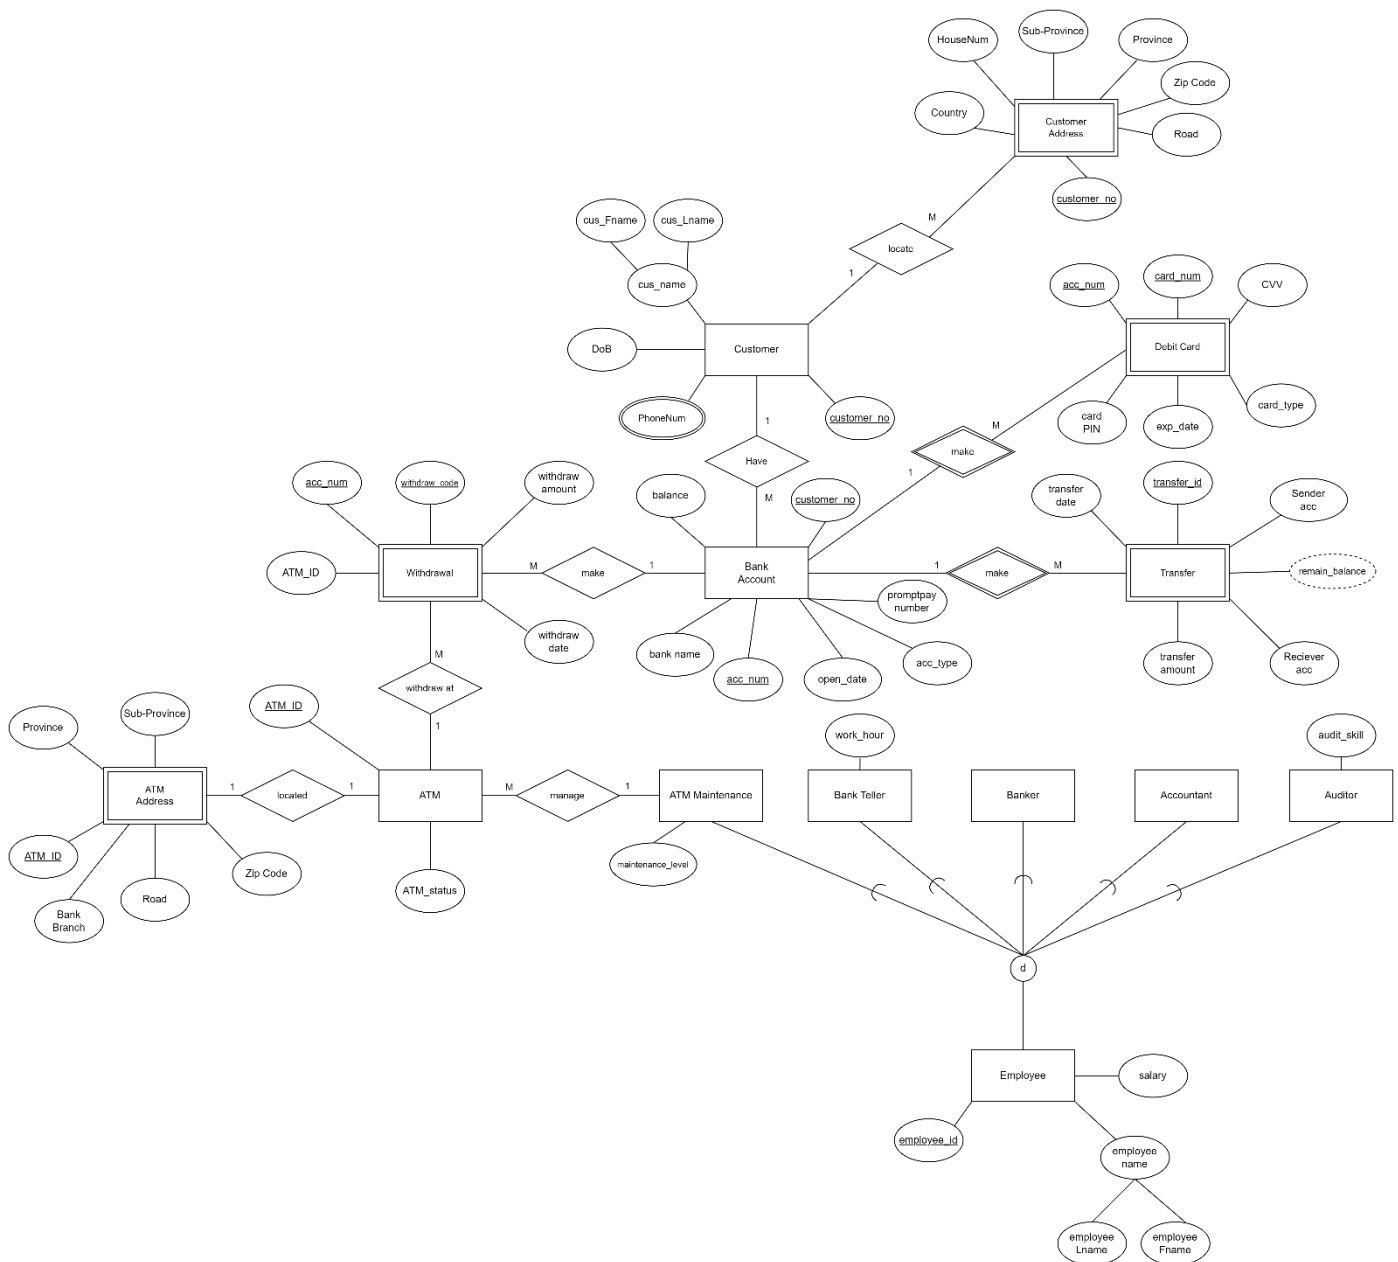 HouseNum
Sub-Province
Province
Zip Code
Country
Customer
Address
Road
customer_no
cus_Fname
cus_Lname
M
locate
1
cus_name
acc_num
card_num
CVV
DoB
Customer
Debit Card
PhoneNum
customer_no
card
PIN
exp_date
card_type
1
M
make
1
Have
M
acc_num
withdraw_code
withdraw
amount
balance
customer_no
transfer
date
transfer_id
Sender
acc
ATM_ID
Withdrawal
M
make
1
Bank
Account
1
make
M
Transfer
remain_balance
promptpay
number
withdraw
date
bank name
acc_num
open_date
acc_type
transfer
amount
Reciever
acc
M
withdraw at
1
ATM_ID
Province
Sub-Province
work_hour
audit_skill
ATM
Address
1
located
1
ATM
M
manage
1
ATM Maintenance
Bank Teller
Banker
Accountant
Auditor
ATM_ID
Bank
Branch
Road
Zip Code
ATM_status
maintenance_level
d
Employee
salary
employee_id
employee
name
employee
Lname
employee
Fname